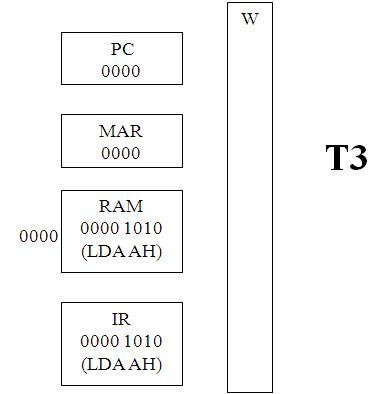 W
PC
0000
MAR
0000
T3
RAM
0000 0000 1010
(LDA AH)
IR
0000 1010
(LDA AH)